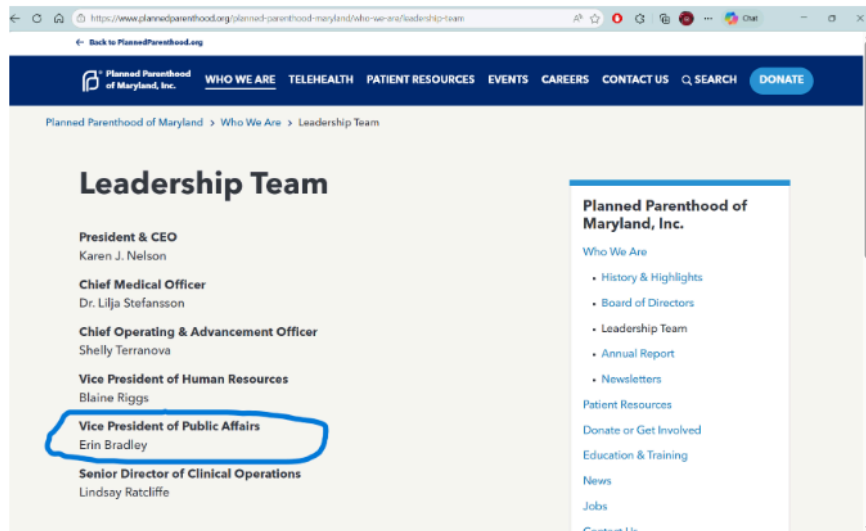 https://www.plannedparenthood.org/planned-parenthood-maryland/who-we-are/leadership-team
Chat
← Back to PlannedParenthood.org
Planned Parenthood®
of Maryland, Inc.
WHO WE ARE TELEHEALTH PATIENT RESOURCES EVENTS CAREERS CONTACT US SEARCH DONATE
Planned Parenthood of Maryland > Who We Are > Leadership Team
Leadership Team
President & CEO
Karen J. Nelson
Chief Medical Officer
Dr. Lilja Stefansson
Chief Operating & Advancement Officer
Shelly Terranova
Vice President of Human Resources
Blaine Riggs
Vice President of Public Affairs
Erin Bradley
Senior Director of Clinical Operations
Lindsay Ratcliffe
Planned Parenthood of
Maryland, Inc.
Who We Are
• History & Highlights
• Board of Directors
• Leadership Team
• Annual Report
• Newsletters
Patient Resources
Donate or Get Involved
Education & Training
News
Jobs
Contact Us